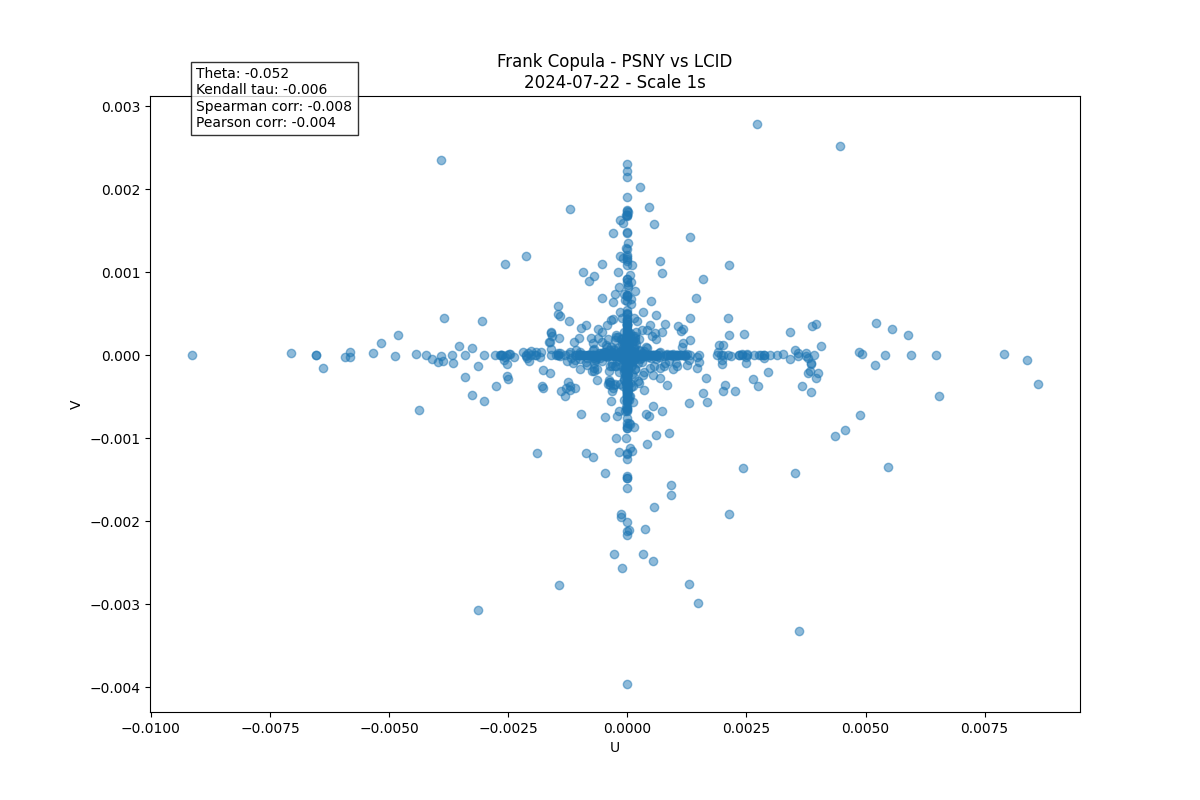 Frank Copula - PSNY vs LCID
2024-07-22 - Scale 1s
Theta: -0.052
Kendall tau: -0.006
Spearman corr: -0.008
Pearson corr: -0.004
0.003
0.002
0.001
0.000
−0.001
−0.002
−0.003
−0.004
V
−0.0100
−0.0075
−0.0050
−0.0025
0.0000
0.0025
0.0050
0.0075
U